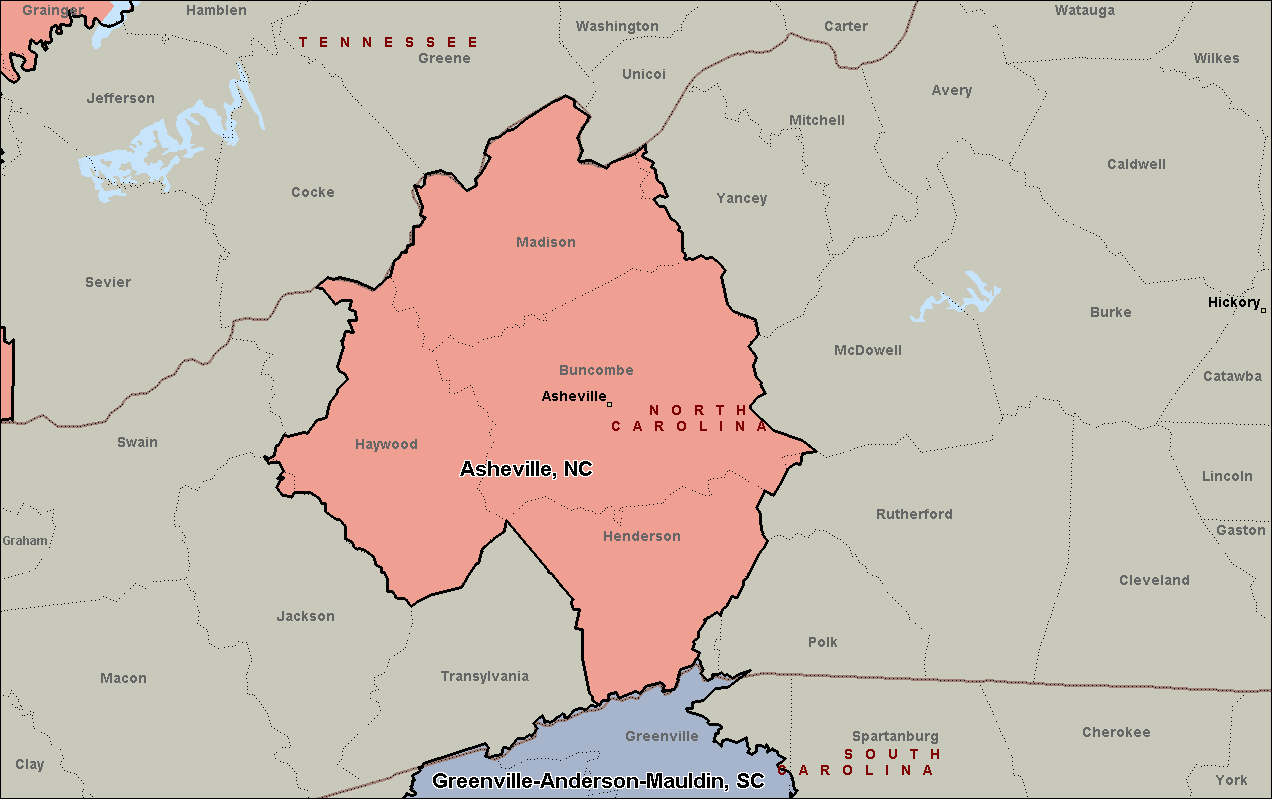 Grainger
Hamblen
Watauga
Washington
Carter
TENNESSEE
Greene
Wilkes
Unicoi
Avery
Jefferson
Mitchell
Caldwell
Cocke
Yancey
Madison
Sevier
Hickory
Burke
McDowell
Buncombe
Catawba
Asheville
NORTH
CAROLINA
Swain
Haywood
Asheville, NC
Lincoln
Rutherford
Gaston
Henderson
Graham
Cleveland
Jackson
Polk
Transylvania
Macon
Cherokee
Greenville
Spartanburg
SOUTH
CAROLINA
Clay
Greenville-Anderson-Mauldin, SC
York